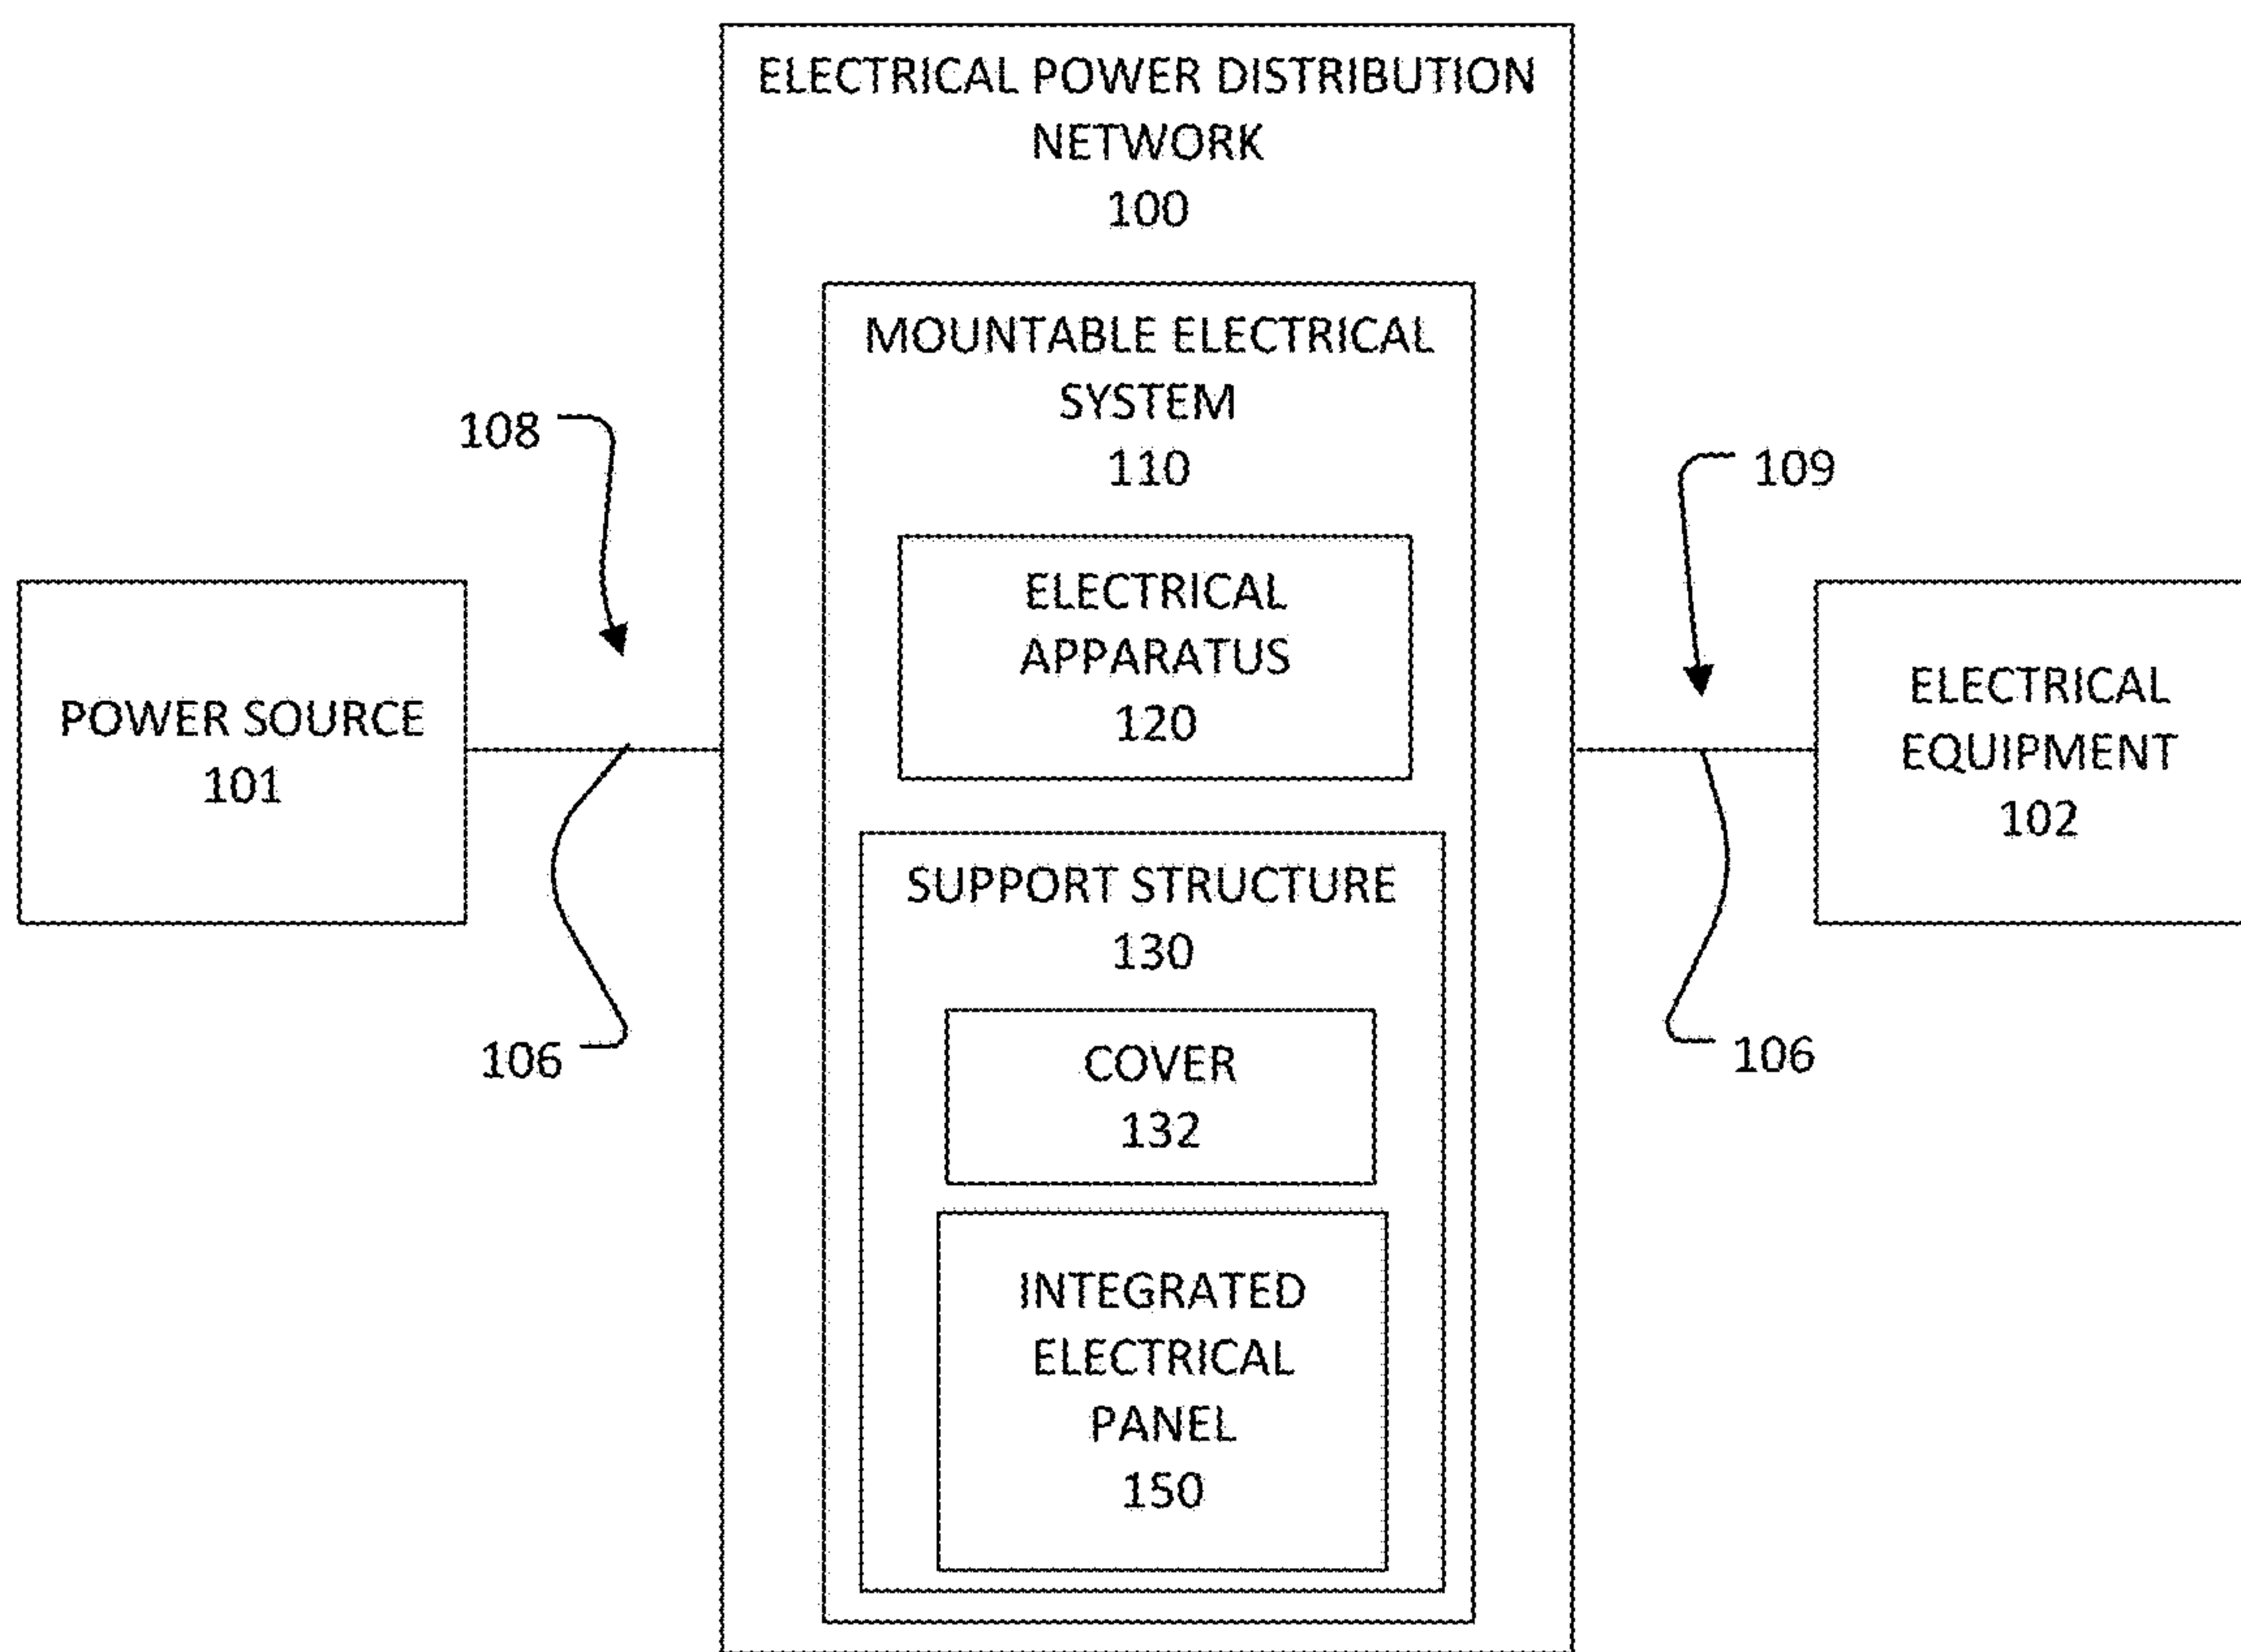 ELECTRICAL POWER DISTRIBUTION
NETWORK
100
MOUNTABLE ELECTRICAL
SYSTEM
110
108
109
ELECTRICAL
APPARATUS
120
POWER SOURCE
101
ELECTRICAL
EQUIPMENT
102
SUPPORT STRUCTURE
130
106
106
COVER
132
INTEGRATED
ELECTRICAL
PANEL
150